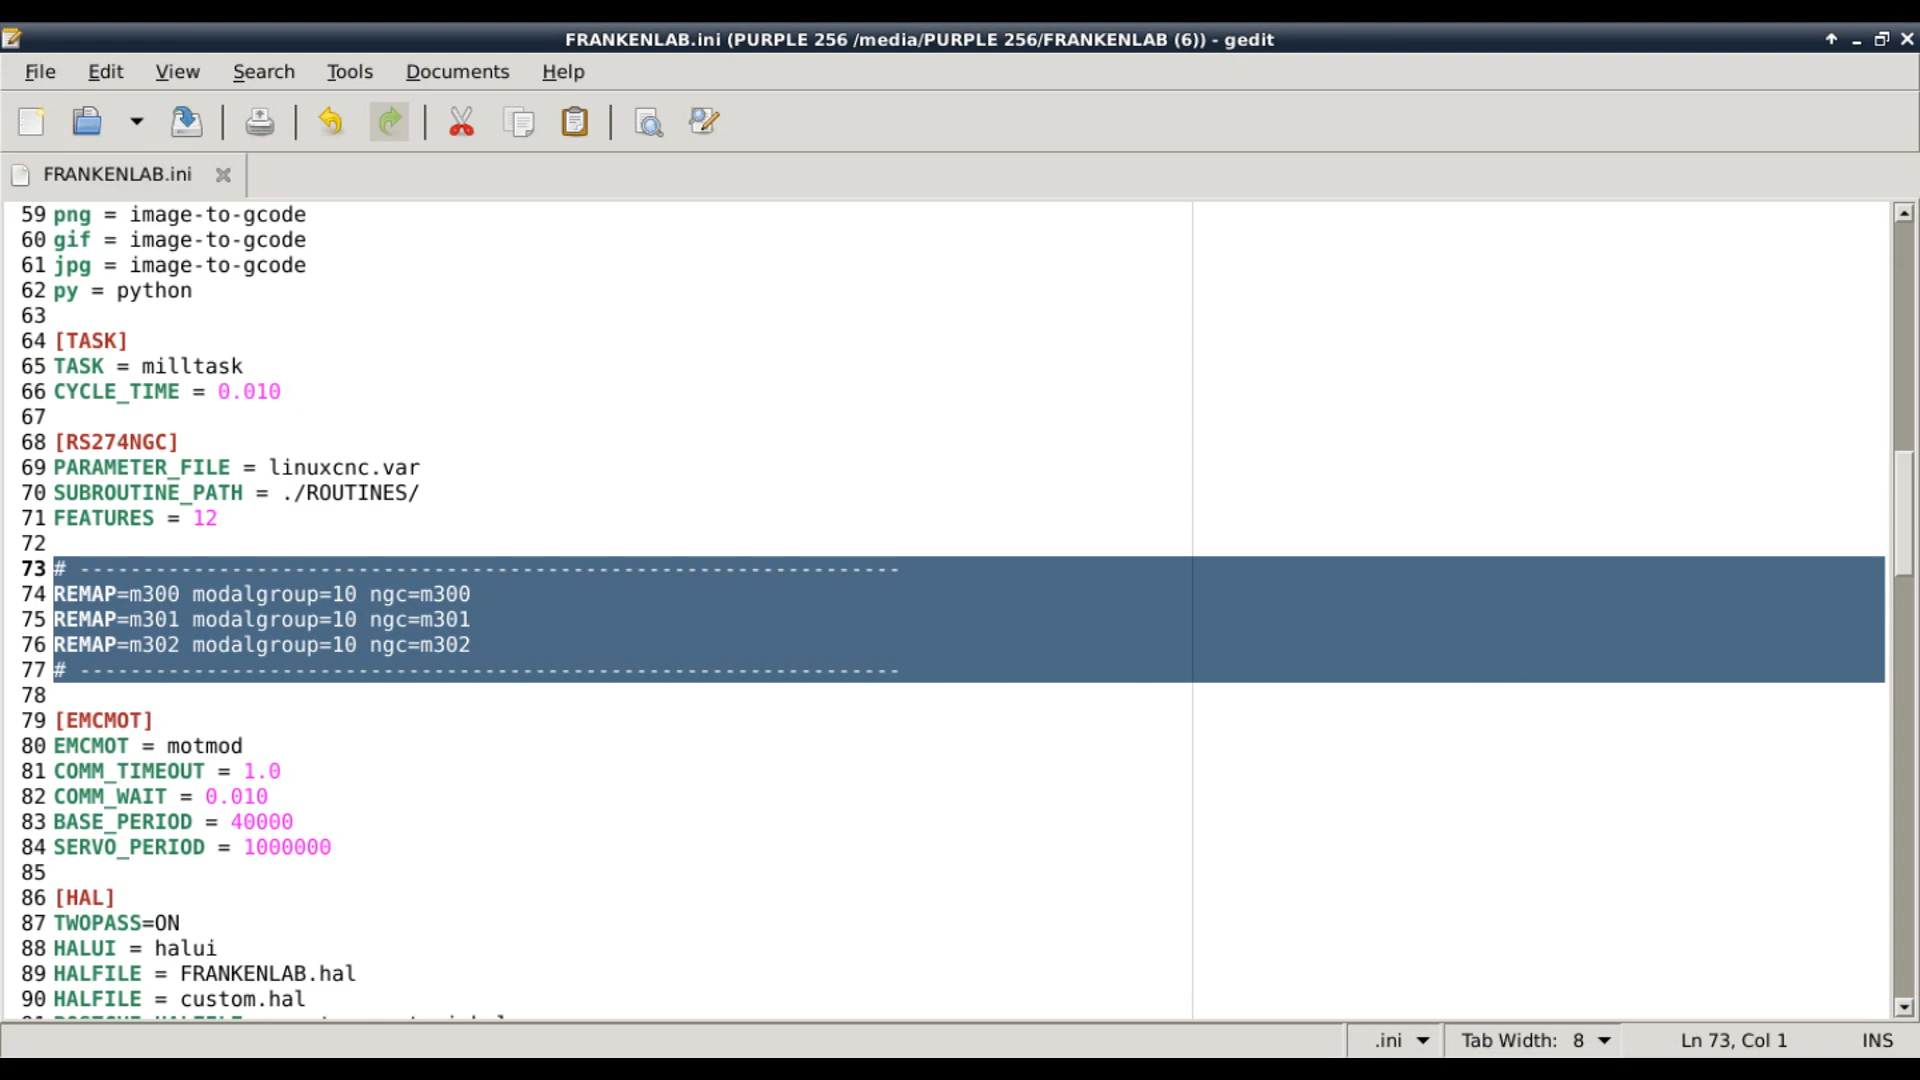 FRANKENLAB.ini (PURPLE 256 /media/PURPLE 256/FRANKENLAB (6)) - gedit
File Edit View Search Tools Documents Help
FRANKENLAB.ini
59 png = image-to-gcode
60 gif = image-to-gcode
61 jpg = image-to-gcode
62 py = python
63
64 [TASK]
65 TASK = milltask
66 CYCLE_TIME = 0.010
67
68 [RS274NGC]
69 PARAMETER_FILE = linuxcnc.var
70 SUBROUTINE_PATH = ./ROUTINES/
71 FEATURES = 12
72
73 # -----------------------------------------------------------------
74 REMAP=m300 modalgroup=10 ngc=m300
75 REMAP=m301 modalgroup=10 ngc=m301
76 REMAP=m302 modalgroup=10 ngc=m302
77 # -----------------------------------------------------------------
78
79 [EMCMOT]
80 EMCMOT = motmod
81 COMM_TIMEOUT = 1.0
82 COMM_WAIT = 0.010
83 BASE_PERIOD = 40000
84 SERVO_PERIOD = 1000000
85
86 [HAL]
87 TWOPASS=ON
88 HALUI = halui
89 HALFILE = FRANKENLAB.hal
90 HALFILE = custom.hal
.ini Tab Width: 8 Ln 73, Col 1 INS